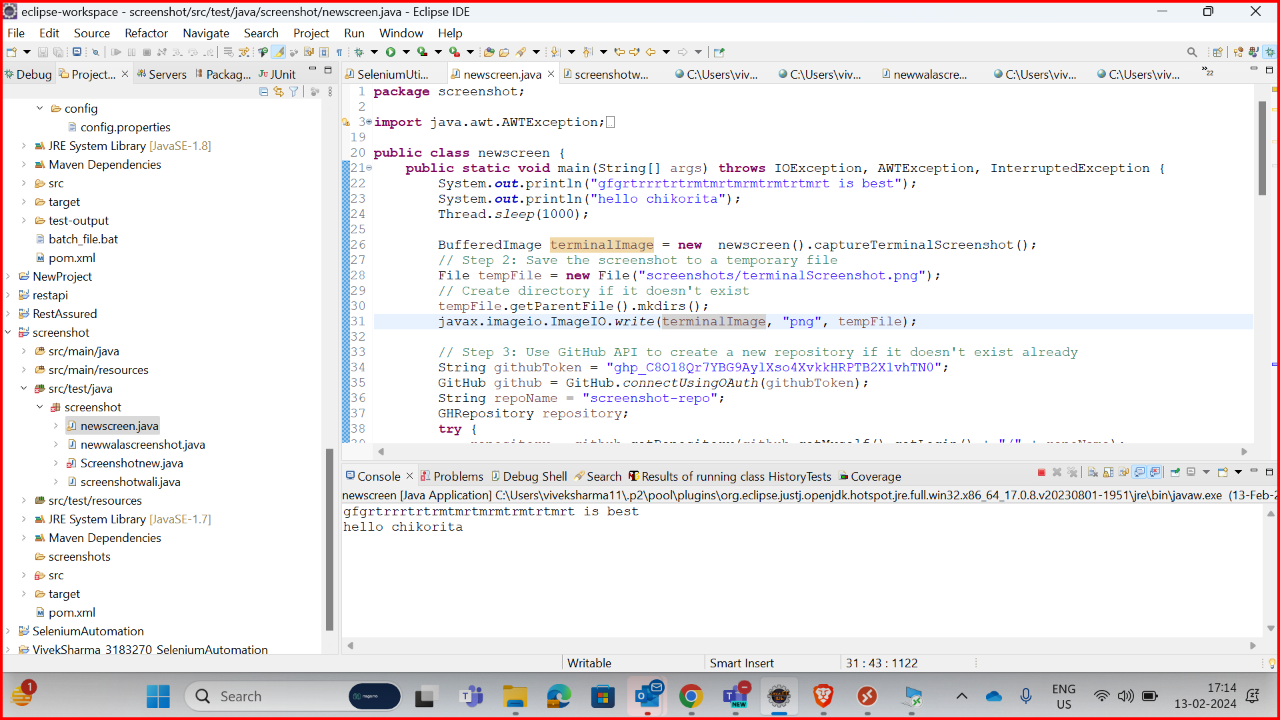 eclipse-workspace - screenshot/src/test/java/screenshot/newscreen.java - Eclipse IDE
File Edit Source Refactor Navigate Search Project Run Window Help
Debug Project... Servers Packag... JUnit
config
config.properties
JRE System Library [JavaSE-1.8]
Maven Dependencies
src
target
test-output
batch_file.bat
pom.xml
NewProject
restapi
RestAssured
screenshot
src/main/java
src/main/resources
src/test/java
screenshot
newscreen.java
newwalascreenshot.java
Screenshotnew.java
screenshotwali.java
src/test/resources
JRE System Library [JavaSE-1.7]
Maven Dependencies
screenshots
src
target
pom.xml
SeleniumAutomation
VivekSharma_3183270_SeleniumAutomation
SeleniumUti... newscreen.java screenshotw... C:\Users\viv... C:\Users\viv... newwalascre... C:\Users\viv... C:\Users\viv... 22
1 package screenshot;
2
3 import java.awt.AWTException;
19
20 public class newscreen {
21 public static void main(String[] args) throws IOException, AWTException, InterruptedException {
22 System.out.println("gfgrtrrrtrtrmtmrtmrmtrmtrtmrt is best");
23 System.out.println("hello chikorita");
24 Thread.sleep(1000);
25
26 BufferedImage terminalImage = new newscreen().captureTerminalScreenshot();
27 // Step 2: Save the screenshot to a temporary file
28 File tempFile = new File("screenshots/terminalScreenshot.png");
29 // Create directory if it doesn't exist
30 tempFile.getParentFile().mkdirs();
31 javax.imageio.ImageIO.write(terminalImage, "png", tempFile);
32
33 // Step 3: Use GitHub API to create a new repository if it doesn't exist already
34 String githubToken = "ghp_C8Ol8Qr7YBG9AylXso4XvkkHRPTB2X1vhTN0";
35 GitHub github = GitHub.connectUsingOAuth(githubToken);
36 String repoName = "screenshot-repo";
37 GHRepository repository;
38 try {
Console Problems Debug Shell Search Results of running class HistoryTests Coverage
newscreen [Java Application] C:\Users\viveksharma11\.p2\pool\plugins\org.eclipse.justj.openjdk.hotspot.jre.full.win32.x86_64_17.0.8.v20230801-1951\jre\bin\javaw.exe (13-Feb-2
gfgrtrrrtrtrmtmrtmrmtrmtrtmrt is best
hello chikorita
Writable Smart Insert 31 : 43 : 1122
1 Search NEW ENG US 17:14
13-02-2024